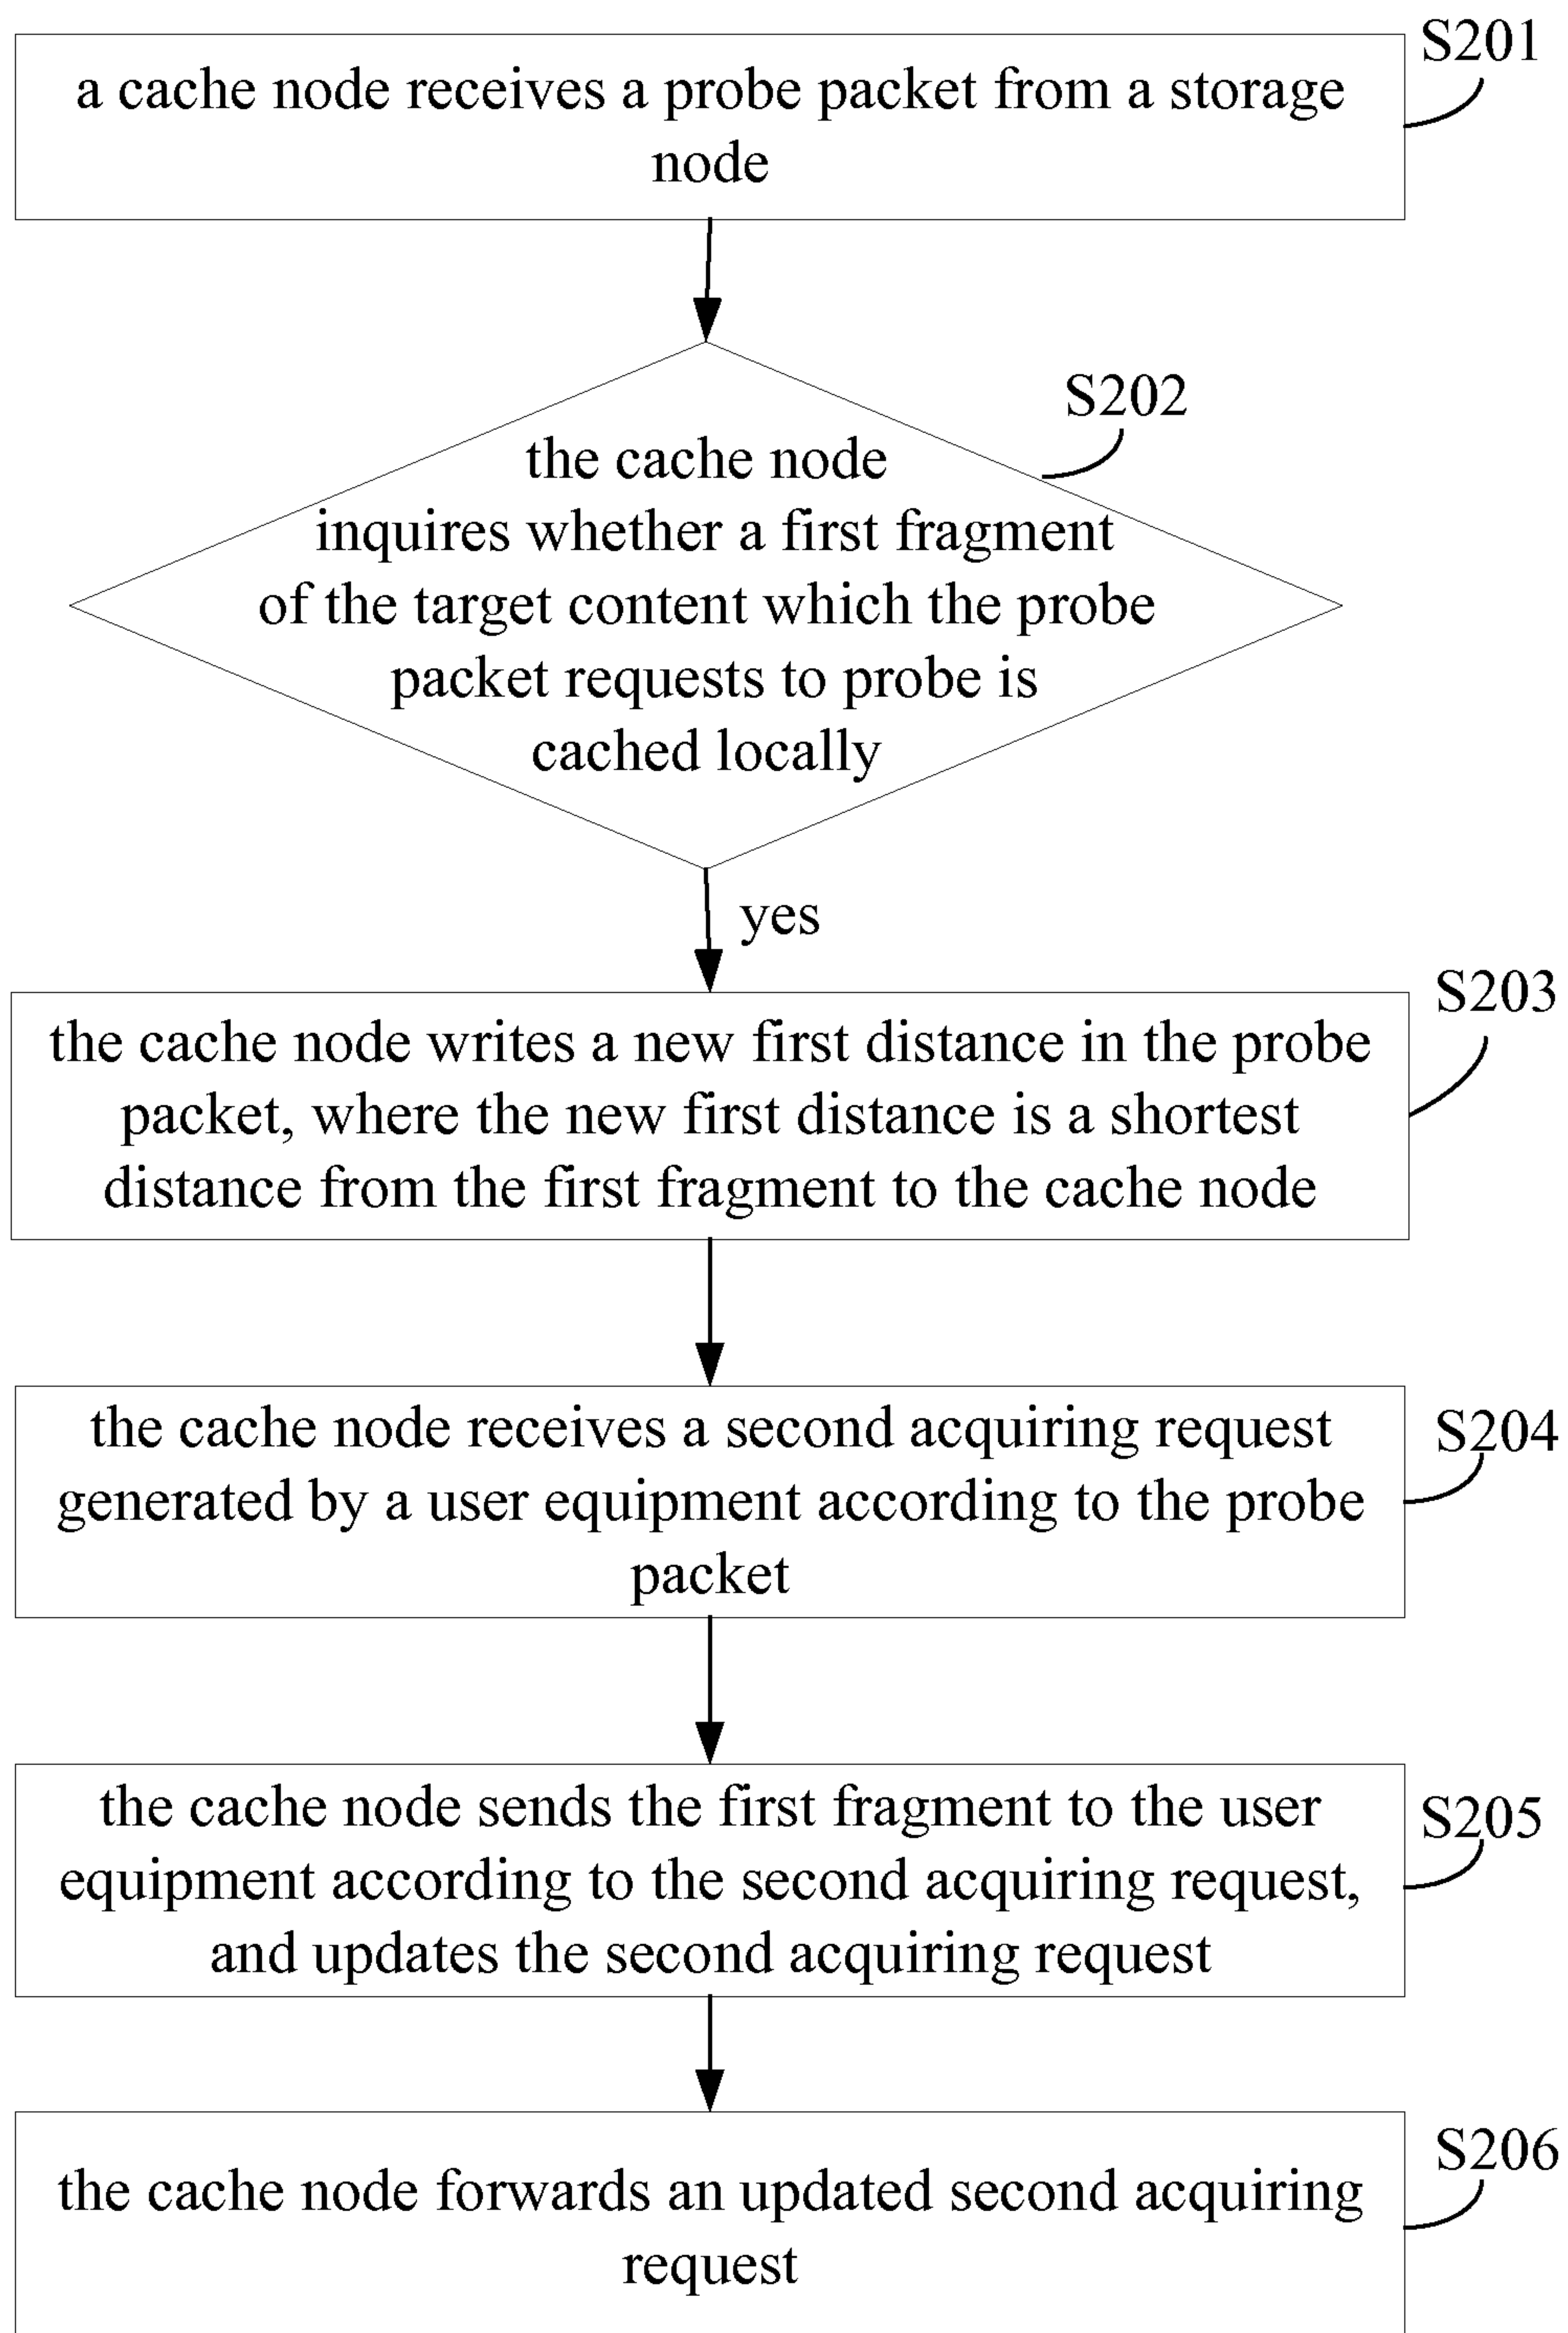 S201
a cache node receives a probe packet from a storage
node
S202
the cache node
inquires whether a first fragment
of the target content which the probe
packet requests to probe is
cached locally
yes
S203
the cache node writes a new first distance in the probe
packet, where the new first distance is a shortest
distance from the first fragment to the cache node
S204
the cache node receives a second acquiring request
generated by a user equipment according to the probe
packet
S205
the cache node sends the first fragment to the user
equipment according to the second acquiring request,
and updates the second acquiring request
S206
the cache node forwards an updated second acquiring
request